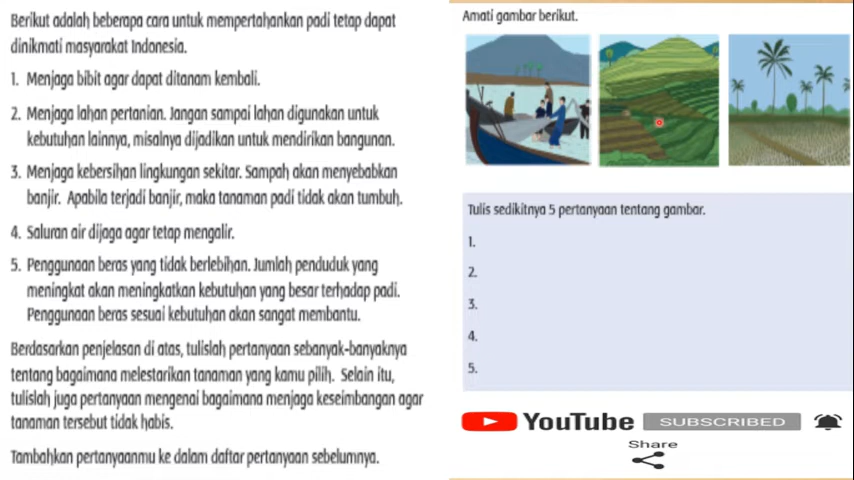 Berikut adalah beberapa cara untuk mempertahankan padi tetap dapat
dinikmati masyarakat Indonesia.
1. Menjaga bibit agar dapat ditanam kembali.
2. Menjaga lahan pertanian. Jangan sampai lahan digunakan untuk
kebutuhan lainnya, misalnya dijadikan untuk mendirikan bangunan.
3. Menjaga kebersihan lingkungan sekitar. Sampah akan menyebabkan
banjir. Apabila terjadi banjir, maka tanaman padi tidak akan tumbuh.
4. Saluran air dijaga agar tetap mengalir.
5. Penggunaan beras yang tidak berlebihan. Jumlah penduduk yang
meningkat akan meningkatkan kebutuhan yang besar terhadap padi.
Penggunaan beras sesuai kebutuhan akan sangat membantu.
Berdasarkan penjelasan di atas, tulislah pertanyaan sebanyak-banyaknya
tentang bagaimana melestarikan tanaman yang kamu pilih. Selain itu,
tulislah juga pertanyaan mengenai bagaimana menjaga keseimbangan agar
tanaman tersebut tidak habis.
Tambahkan pertanyaanmu ke dalam daftar pertanyaan sebelumnya.
Amati gambar berikut.
Tulis sedikitnya 5 pertanyaan tentang gambar.
1.
2.
3.
4.
5.
YouTube SUBSCRIBED
Share